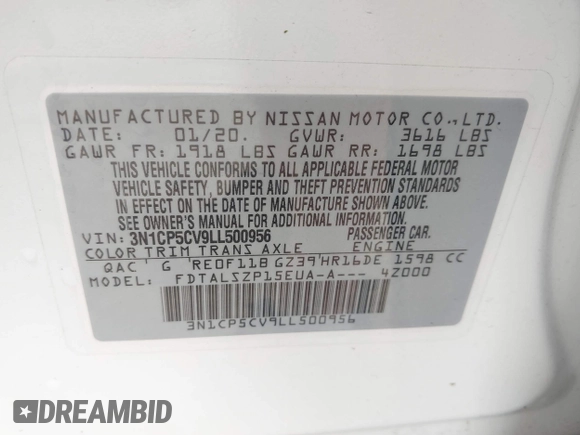 MANUFACTURED BY NISSAN MOTOR CO.,LTD.
DATE: 01/20. GVWR: 3616 LBS
GAWR FR: 1918 LBS GAWR RR: 1698 LBS
THIS VEHICLE CONFORMS TO ALL APPLICABLE FEDERAL MOTOR
VEHICLE SAFETY, BUMPER AND THEFT PREVENTION STANDARDS
IN EFFECT ON THE DATE OF MANUFACTURE SHOWN ABOVE.
SEE OWNER'S MANUAL FOR ADDITIONAL INFORMATION
VIN: 3N1CP5CV9LL500956 PASSENGER CAR.
COLOR TRIM TRANS AXLE ENGINE
QAC G RE0F11B GZ39 HR16DE 1598 CC
MODEL: FDTALSZP15EUA-A--- 4Z000
3N1CP5CV9LL500956
DREAMBID